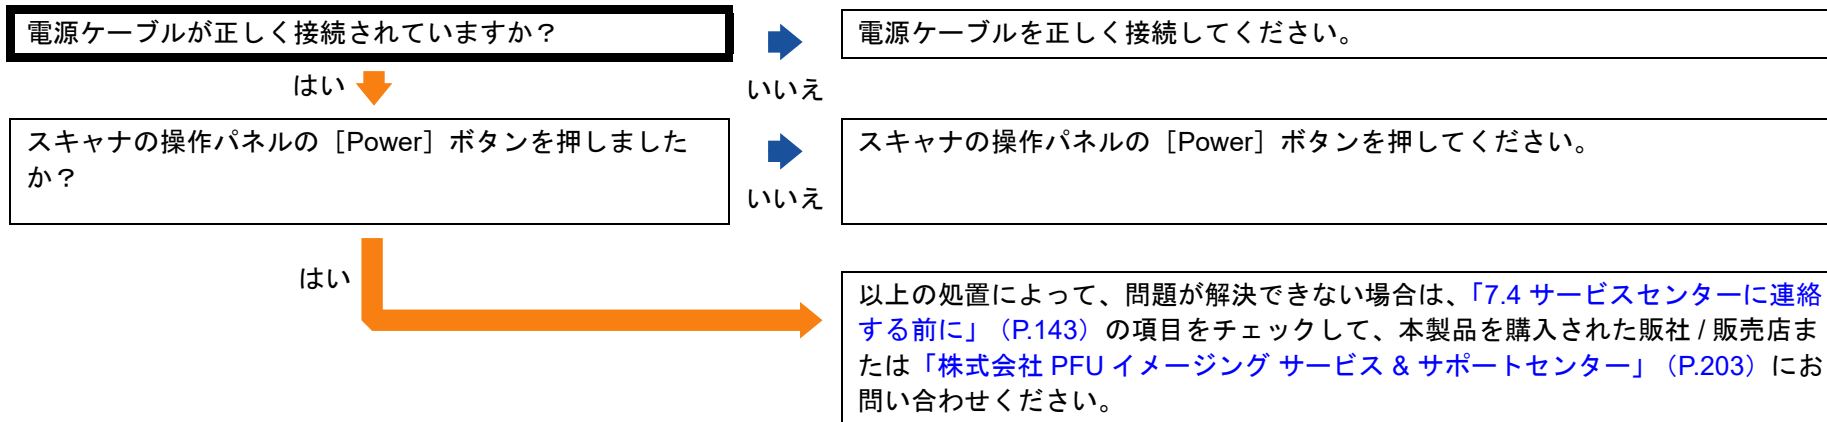 電源ケーブルが正しく接続されていますか？
電源ケーブルを正しく接続してください。
はい
いいえ
スキャナの操作パネルの［Power］ボタンを押しました
か？
スキャナの操作パネルの［Power］ボタンを押してください。
いいえ
はい
以上の処置によって、問題が解決できない場合は、「7.4 サービスセンターに連絡
する前に」（P.143）の項目をチェックして、本製品を購入された販社 / 販売店ま
たは「株式会社 PFU イメージング サービス & サポートセンター」（P.203）にお
問い合わせください。